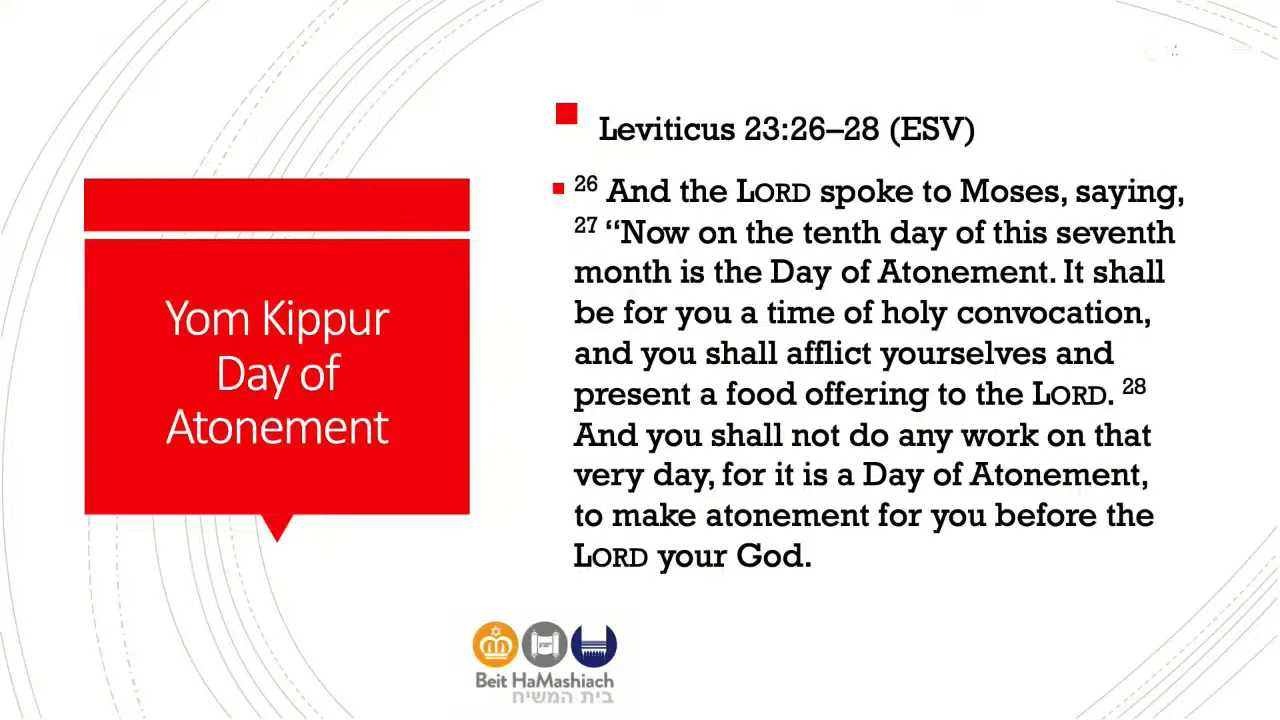 Yom Kippur
Day of
Atonement
Leviticus 23:26–28 (ESV)
26 And the LORD spoke to Moses, saying,
27 “Now on the tenth day of this seventh
month is the Day of Atonement. It shall
be for you a time of holy convocation,
and you shall afflict yourselves and
present a food offering to the LORD. 28
And you shall not do any work on that
very day, for it is a Day of Atonement,
to make atonement for you before the
LORD your God.
Beit HaMashiach
בית המשיח